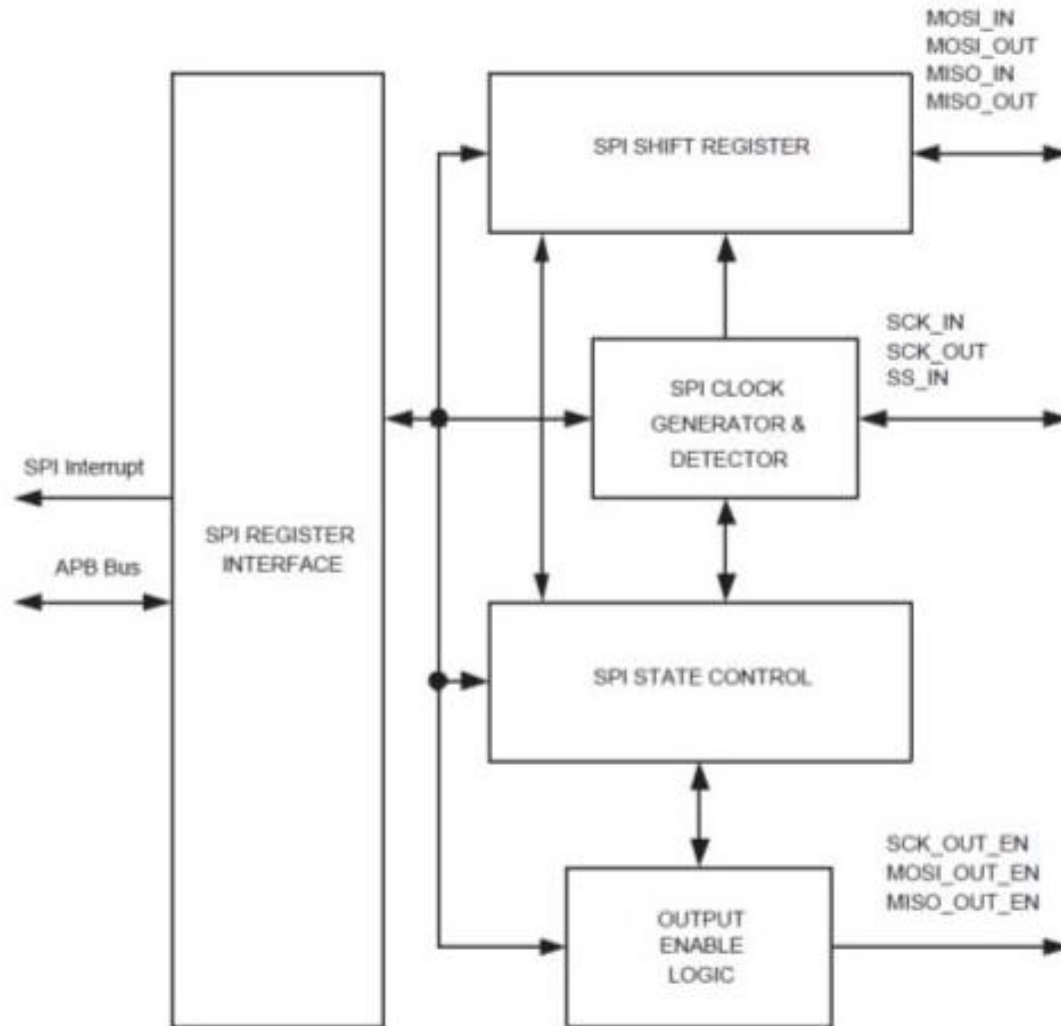 MOSI_IN
MOSI_OUT
MISO_IN
MISO_OUT
SPI SHIFT REGISTER
SCK_IN
SCK_OUT
SS_IN
SPI CLOCK
GENERATOR &
DETECTOR
SPI Interrupt
APB Bus
SPI REGISTER
INTERFACE
SPI STATE CONTROL
SCK_OUT_EN
MOSI_OUT_EN
MISO_OUT_EN
OUTPUT
ENABLE
LOGIC